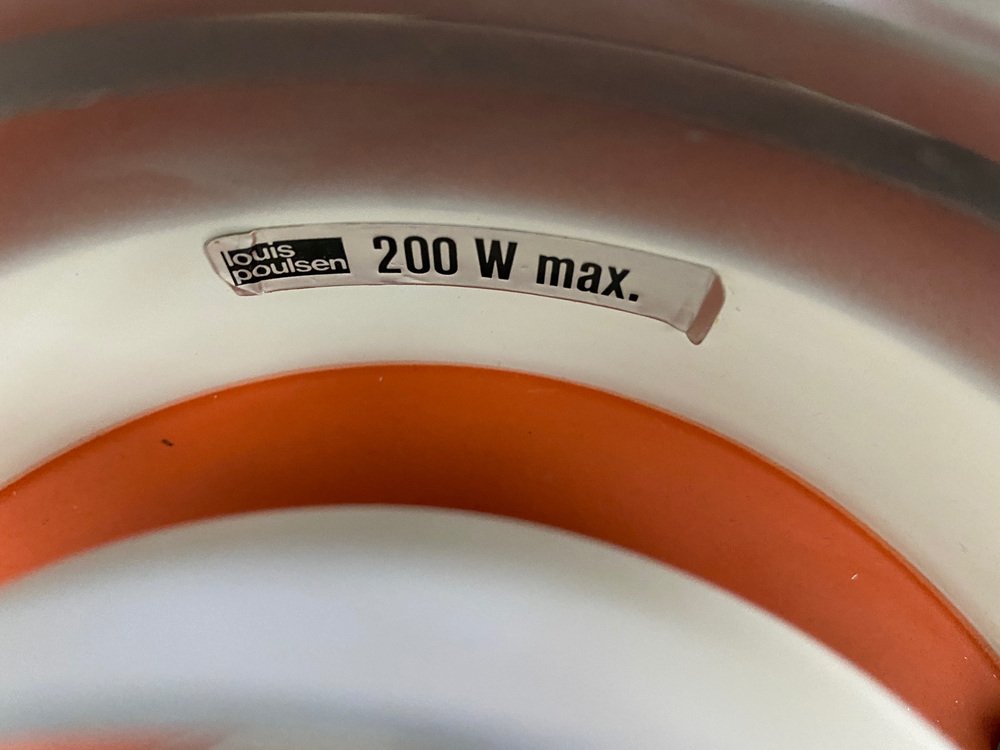 louis
poulsen
200 W max.